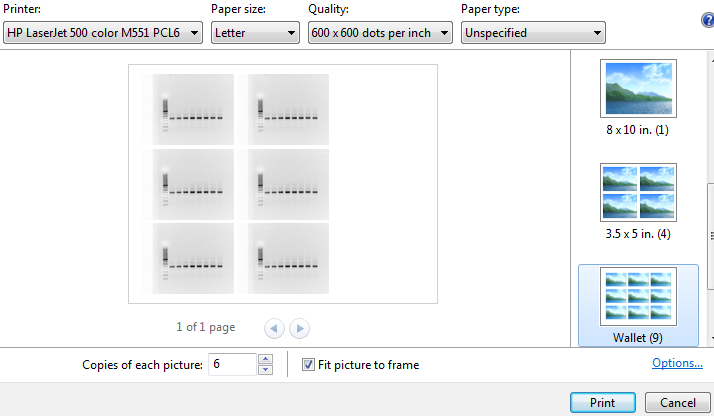 Printer: Paper size: Quality: Paper type:
HP LaserJet 500 color M551 PCL6 Letter 600 x 600 dots per inch Unspecified ?
8 x 10 in. (1)
3.5 x 5 in. (4)
Wallet (9)
1 of 1 page
Copies of each picture: 6 Fit picture to frame Options...
Print Cancel